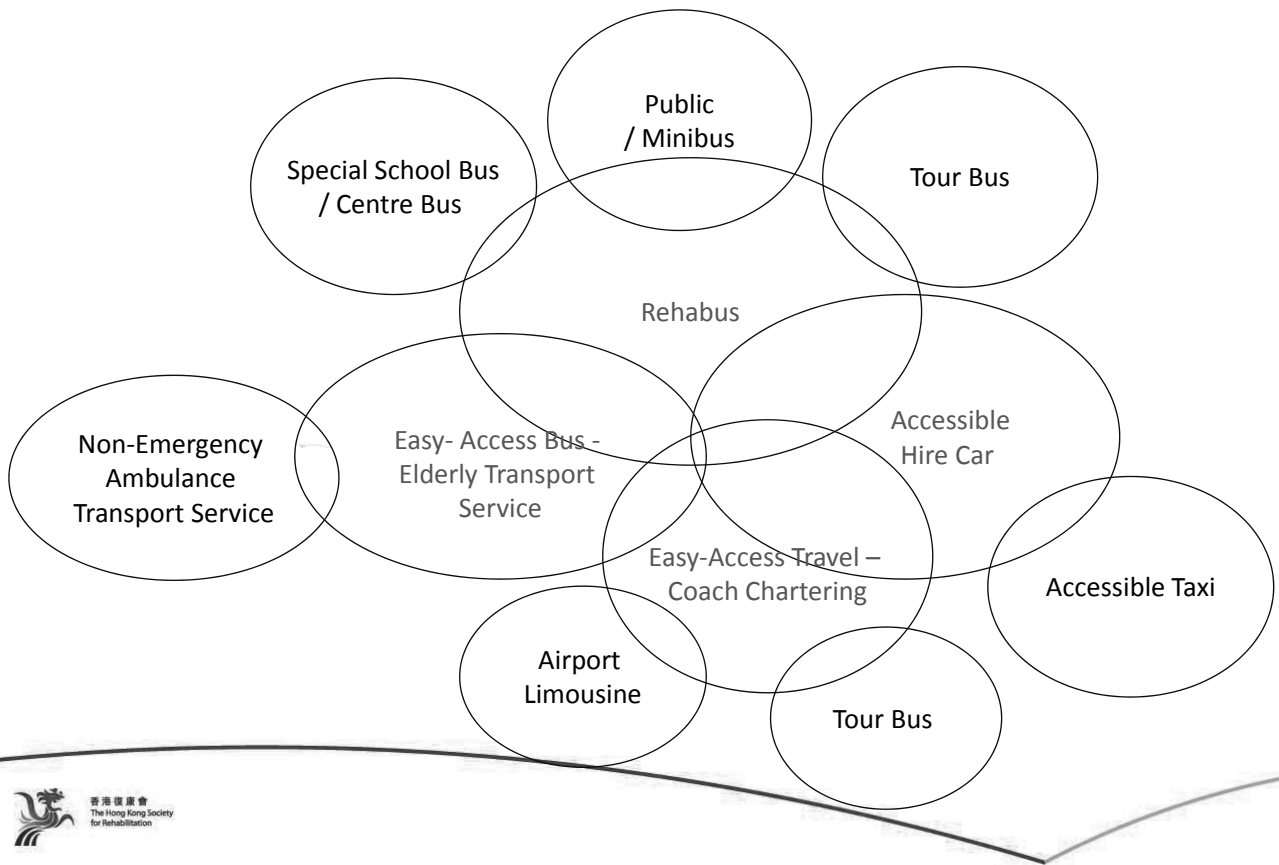 Public
/ Minibus
Special School Bus
/ Centre Bus
Tour Bus
Rehabus
Accessible
Hire Car
Non-Emergency
Ambulance
Transport Service
Easy- Access Bus -
Elderly Transport
Service
Easy-Access Travel –
Coach Chartering
Accessible Taxi
Airport
Limousine
Tour Bus
香港復康會
The Hong Kong Society
for Rehabilitation